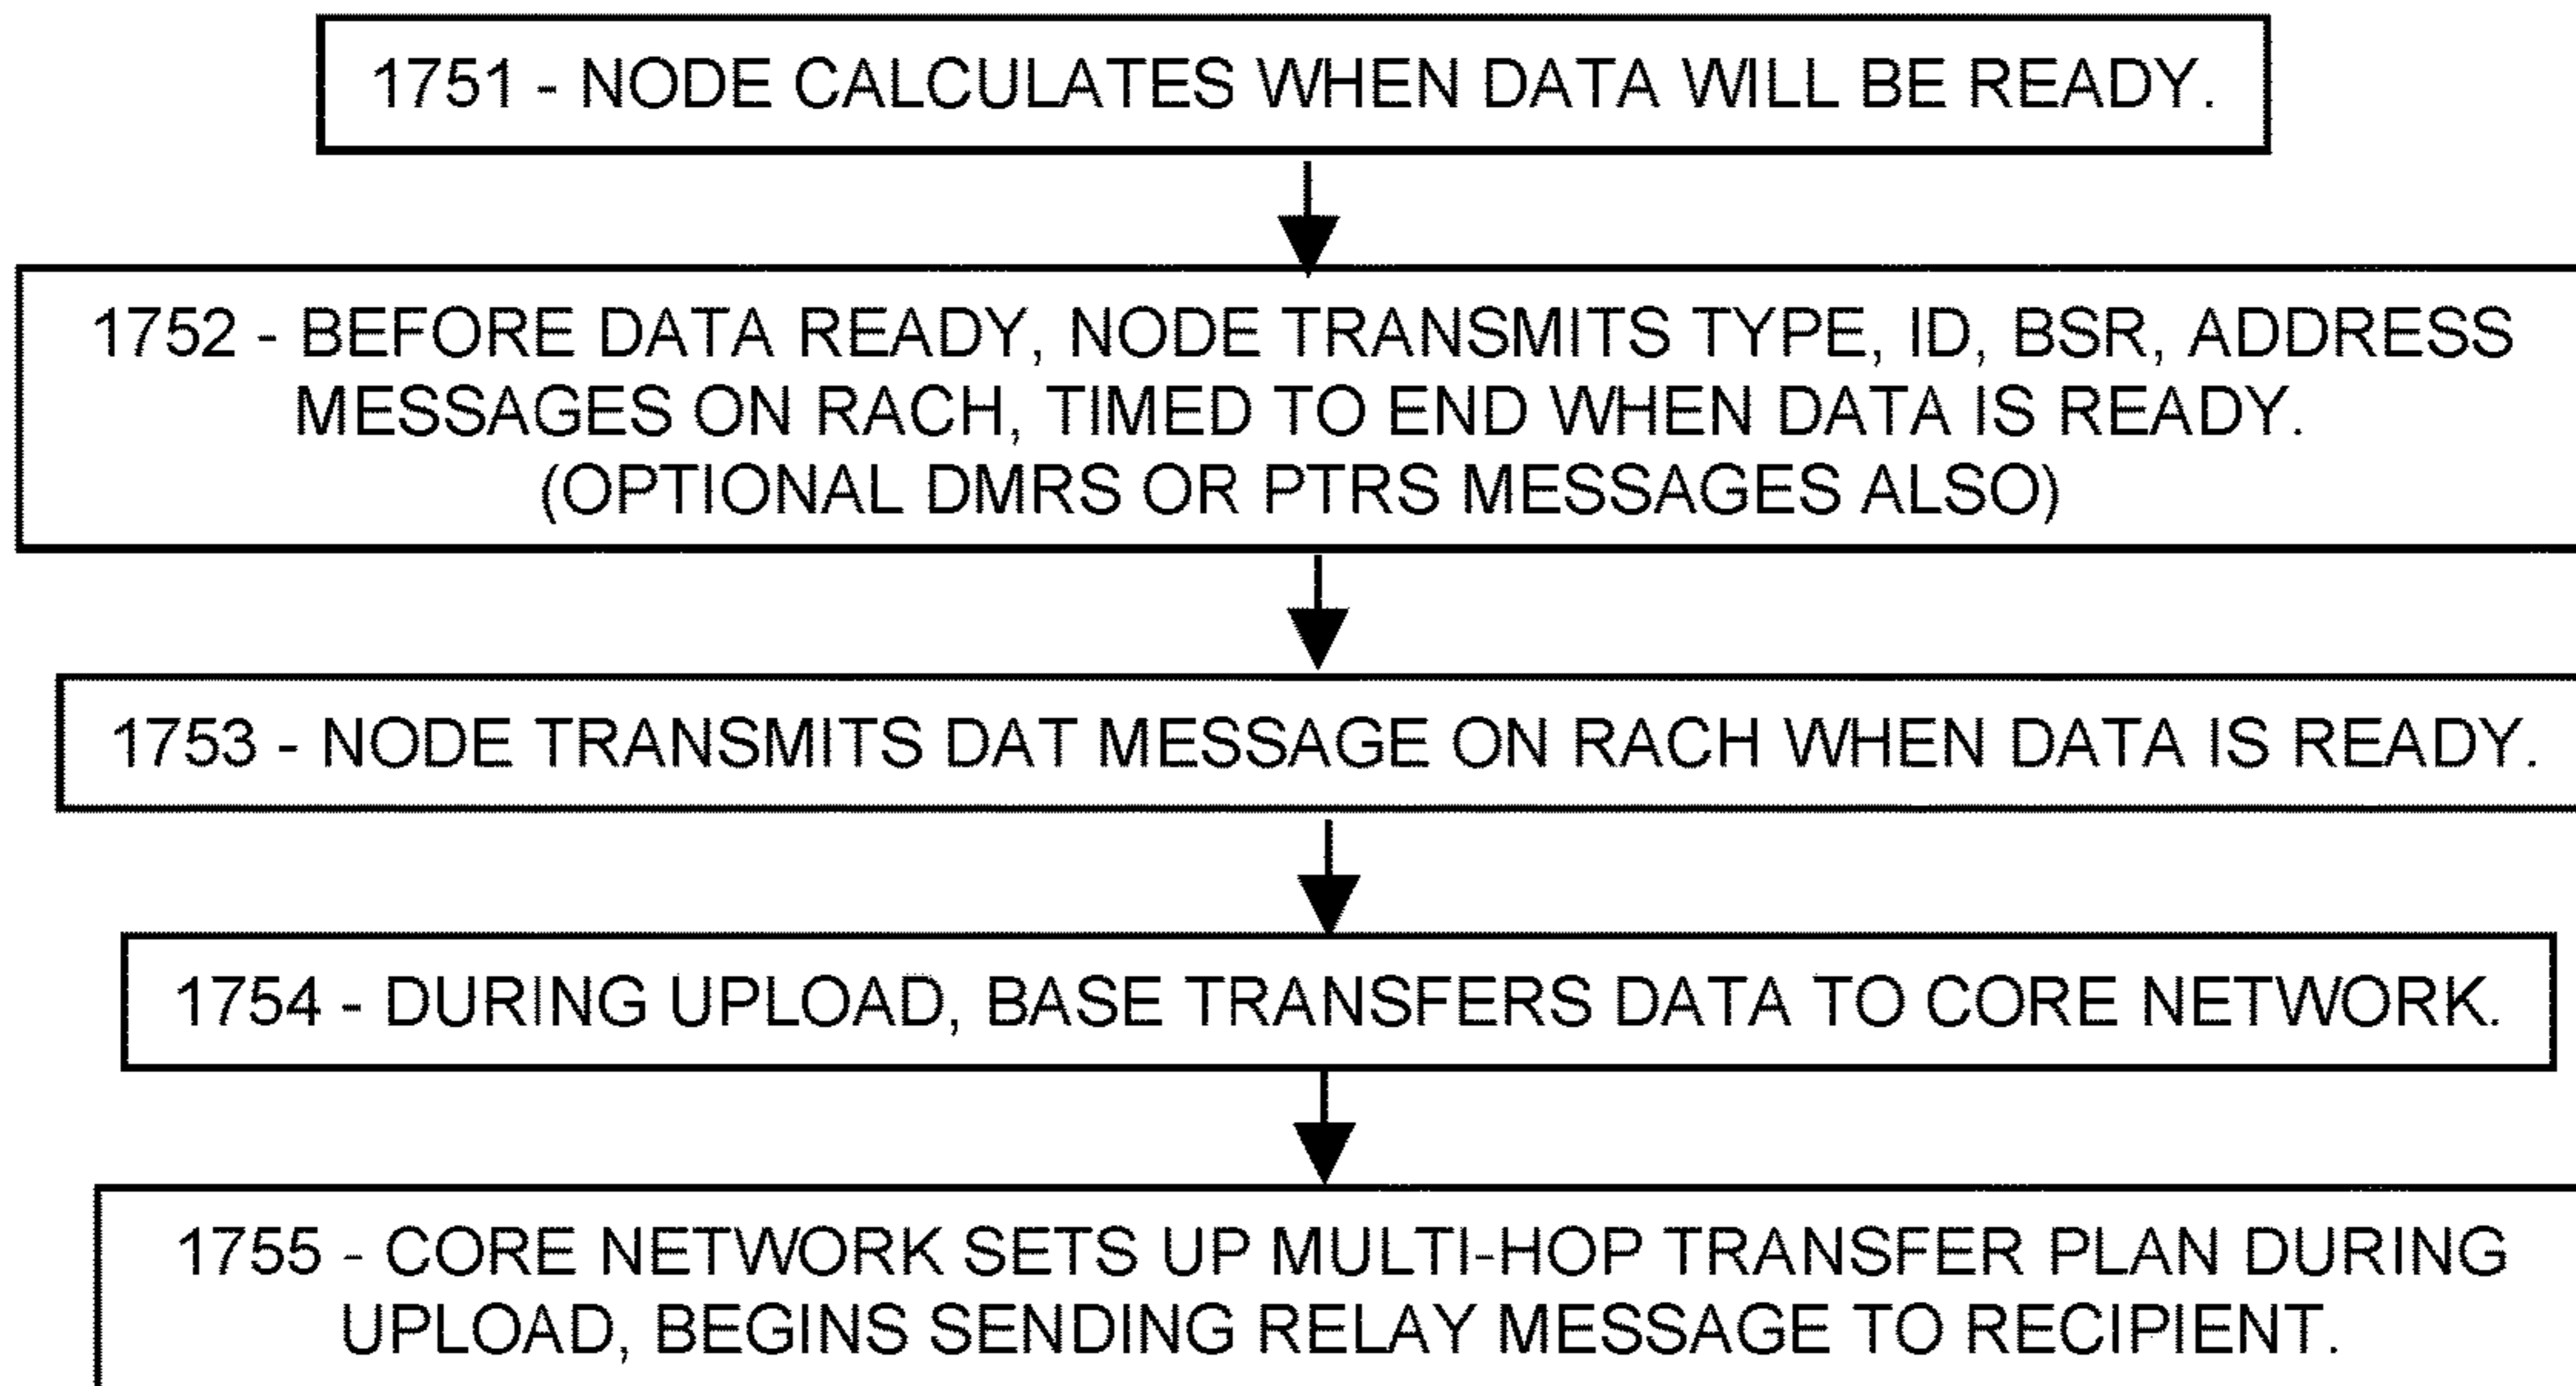 1751 - NODE CALCULATES WHEN DATA WILL BE READY.
1752 - BEFORE DATA READY, NODE TRANSMITS TYPE, ID, BSR, ADDRESS
MESSAGES ON RACH, TIMED TO END WHEN DATA IS READY.
(OPTIONAL DMRS OR PTRS MESSAGES ALSO)
1753 - NODE TRANSMITS DAT MESSAGE ON RACH WHEN DATA IS READY.
1754 - DURING UPLOAD, BASE TRANSFERS DATA TO CORE NETWORK.
1755 - CORE NETWORK SETS UP MULTI-HOP TRANSFER PLAN DURING
UPLOAD, BEGINS SENDING RELAY MESSAGE TO RECIPIENT.